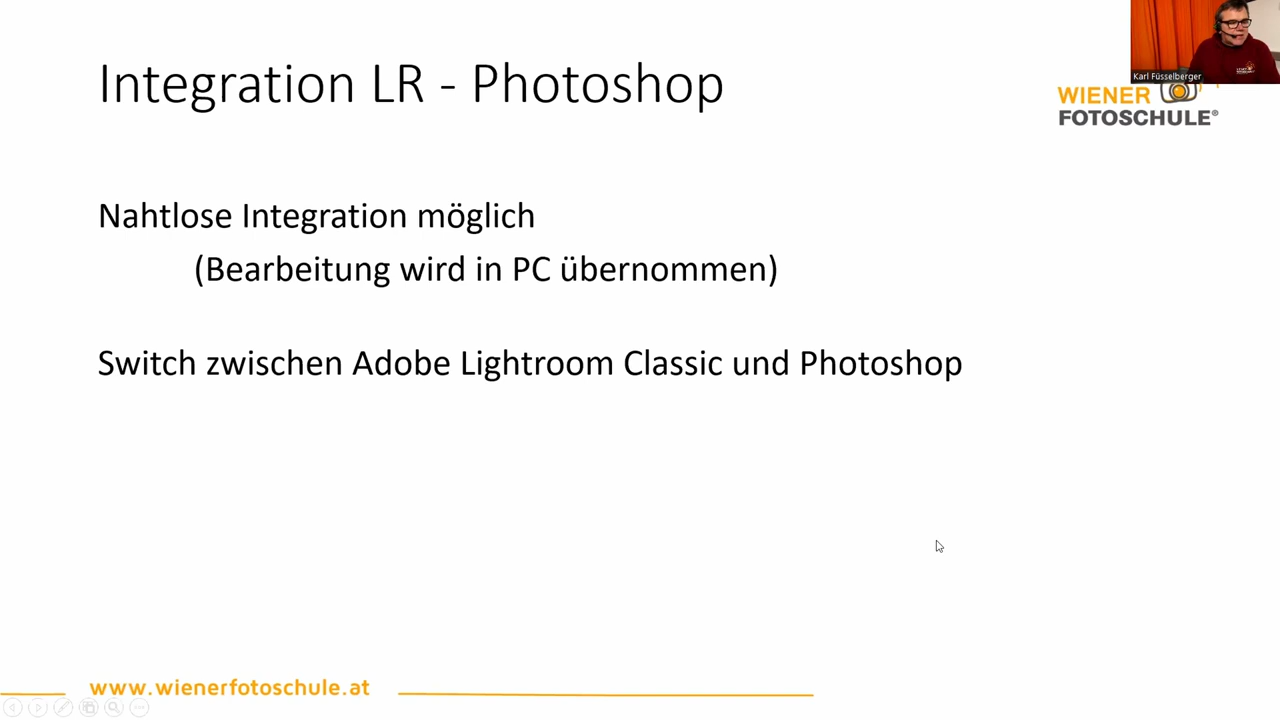 Integration LR - Photoshop
Karl Füsselberger
WIENER
FOTOSCHULE®
Nahtlose Integration möglich
(Bearbeitung wird in PC übernommen)
Switch zwischen Adobe Lightroom Classic und Photoshop
www.wienerfotoschule.at